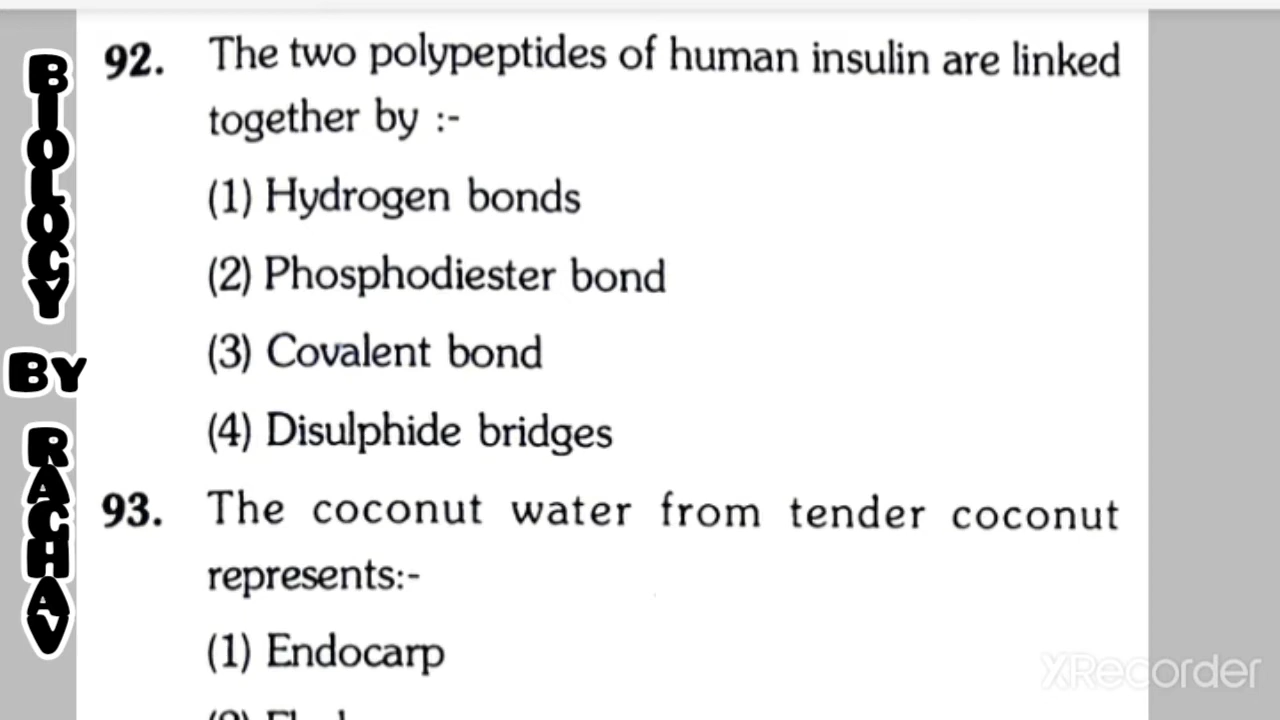 BIOLOGY
BY
RAGHAV
92. The two polypeptides of human insulin are linked
together by :-
(1) Hydrogen bonds
(2) Phosphodiester bond
(3) Covalent bond
(4) Disulphide bridges
93. The coconut water from tender coconut
represents:-
(1) Endocarp
XRecorder